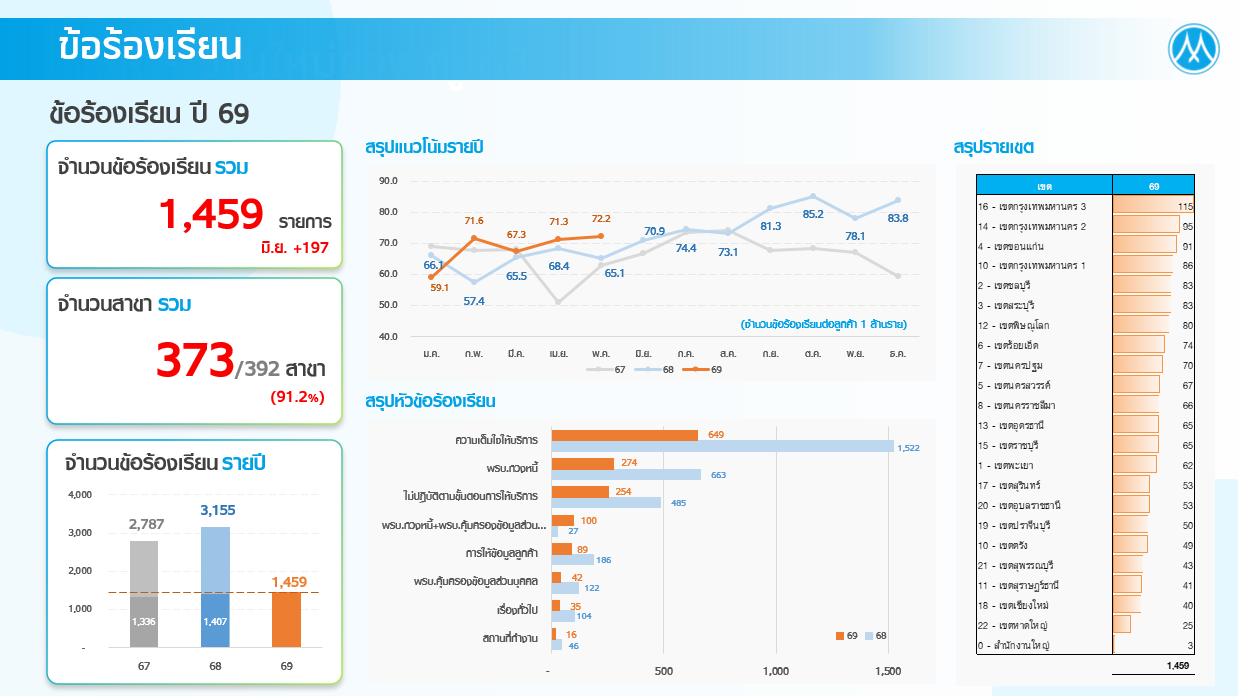 ข้อร้องเรียน
ข้อร้องเรียน ปี 69
จำนวนข้อร้องเรียน รวม
1,459 รายการ
มิ.ย. +197
จำนวนสาขา รวม
373/392 สาขา
(91.2%)
จำนวนข้อร้องเรียน รายปี
4,000
3,000
2,000
1,000
-
2,787
3,155
1,459
1,336
1,407
67
68
69
สรุปแนวโน้มรายปี
90.0
80.0
70.0
60.0
50.0
40.0
71.6
67.3
71.3
72.2
66.1
59.1
57.4
65.5
68.4
65.1
70.9
74.4
73.1
81.3
85.2
78.1
83.8
(จำนวนข้อร้องเรียนต่อลูกค้า 1 ล้านราย)
ม.ค. ก.พ. มี.ค. เม.ย. พ.ค. มิ.ย. ก.ค. ส.ค. ก.ย. ต.ค. พ.ย. ธ.ค.
67 68 69
สรุปหัวข้อร้องเรียน
ความเต็มใจให้บริการ 649 1,522
พรบ.ทวงหนี้ 274 663
ไม่ปฏิบัติตามขั้นตอนการให้บริการ 254 485
พรบ.ทวงหนี้+พรบ.คุ้มครองข้อมูลส่วน... 100 27
การให้ข้อมูลลูกค้า 89 186
พรบ.คุ้มครองข้อมูลส่วนบุคคล 42 122
เรื่องทั่วไป 35 104
สถานที่ทำงาน 16 46
69 68
- 500 1,000 1,500
สรุปรายเขต
เขต 69
16 - เขตกรุงเทพมหานคร 3 115
14 - เขตกรุงเทพมหานคร 2 95
4 - เขตขอนแก่น 91
10 - เขตกรุงเทพมหานคร 1 86
2 - เขตชลบุรี 83
3 - เขตสระบุรี 83
12 - เขตพิษณุโลก 80
6 - เขตร้อยเอ็ด 74
7 - เขตนครปฐม 70
5 - เขตนครสวรรค์ 67
8 - เขตนครราชสีมา 66
13 - เขตอุดรธานี 65
15 - เขตราชบุรี 65
1 - เขตพะเยา 62
17 - เขตสุรินทร์ 53
20 - เขตอุบลราชธานี 53
19 - เขตปราจีนบุรี 50
10 - เขตตรัง 49
21 - เขตสุพรรณบุรี 43
11 - เขตสุราษฎร์ธานี 41
18 - เขตเชียงใหม่ 40
22 - เขตหาดใหญ่ 25
0 - สำนักงานใหญ่ 3
1,459